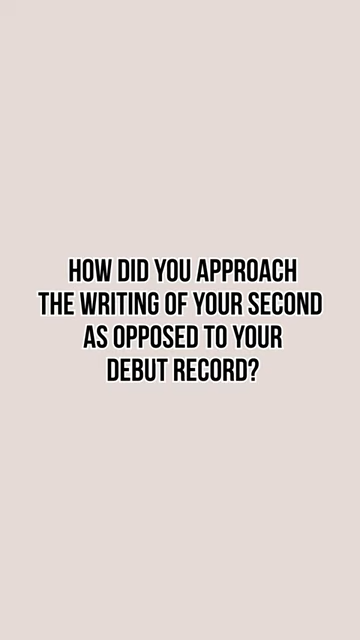 HOW DID YOU APPROACH
THE WRITING OF YOUR SECOND
AS OPPOSED TO YOUR
DEBUT RECORD?